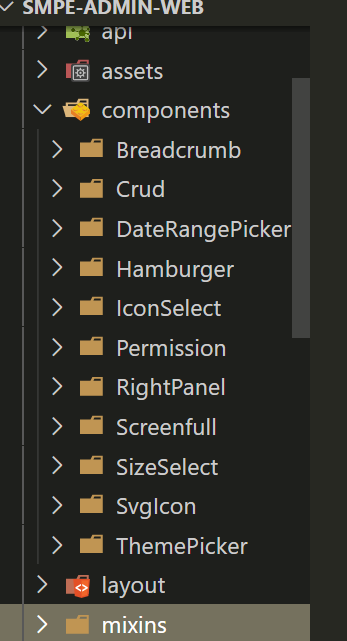 SMPE-ADMIN-WEB
api
assets
components
Breadcrumb
Crud
DateRangePicker
Hamburger
IconSelect
Permission
RightPanel
Screenfull
SizeSelect
SvgIcon
ThemePicker
layout
mixins